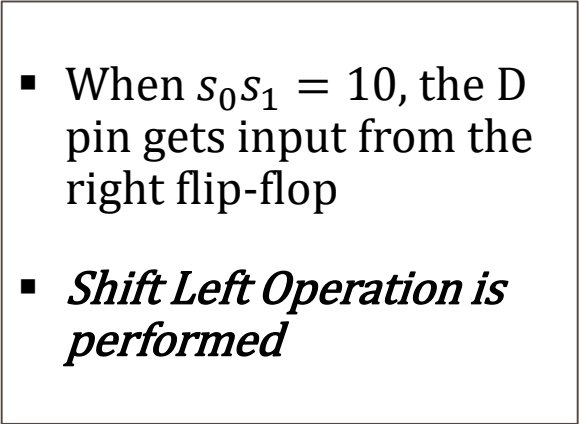 ▪ When s₀s₁ = 10, the D
pin gets input from the
right flip-flop
▪ Shift Left Operation is
performed